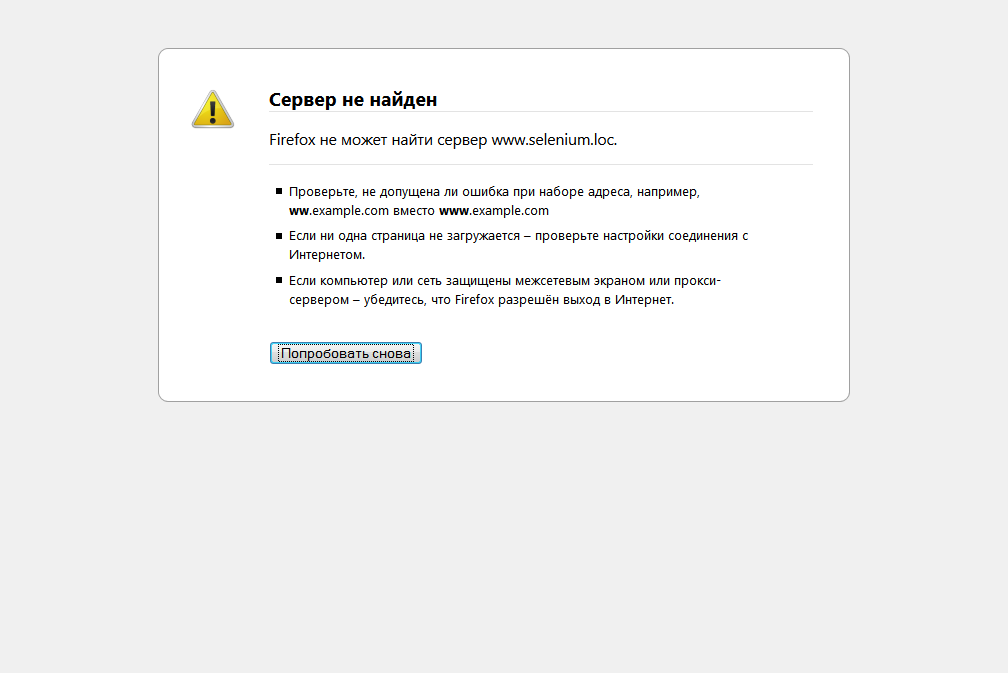 Сервер не найден
Firefox не может найти сервер www.selenium.loc.
Проверьте, не допущена ли ошибка при наборе адреса, например,
ww.example.com вместо www.example.com
Если ни одна страница не загружается – проверьте настройки соединения с
Интернетом.
Если компьютер или сеть защищены межсетевым экраном или прокси-
сервером – убедитесь, что Firefox разрешён выход в Интернет.
Попробовать снова